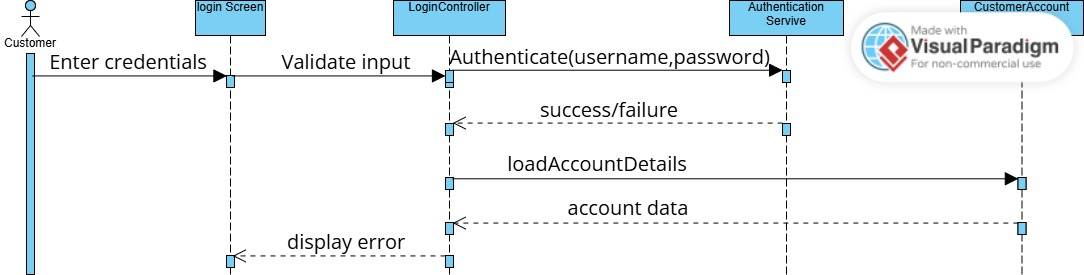 login Screen
LoginController
Authentication
Servive
CustomerAccount
Customer
Made with
Visual Paradigm
For non-commercial use
Enter credentials
Validate input
Authenticate(username,password)
success/failure
loadAccountDetails
account data
display error